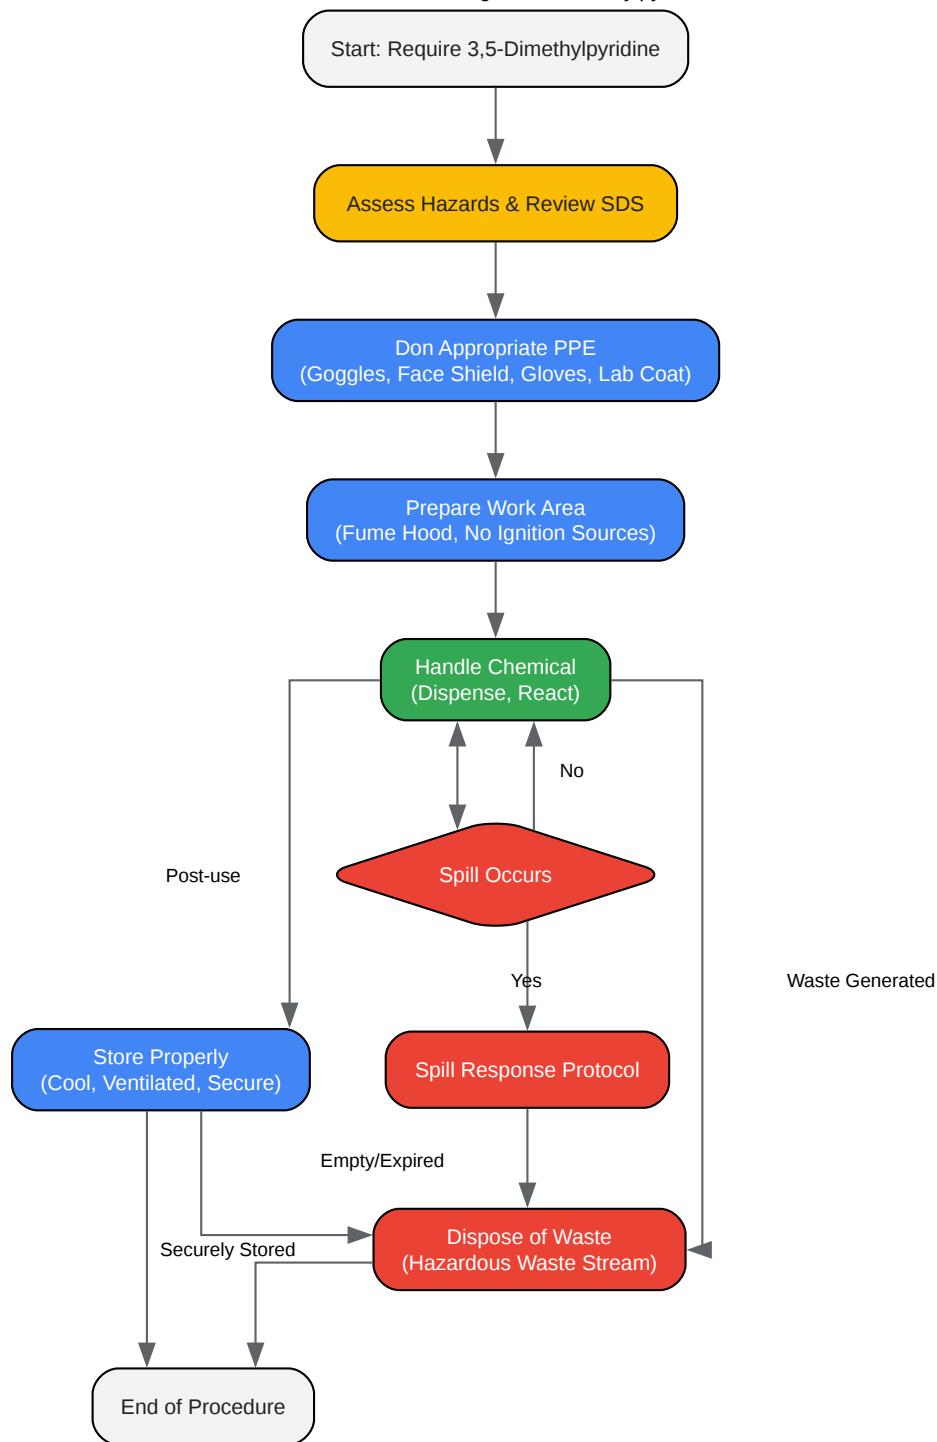 Start: Require 3,5-Dimethylpyridine
Assess Hazards & Review SDS
Don Appropriate PPE
(Goggles, Face Shield, Gloves, Lab Coat)
Prepare Work Area
(Fume Hood, No Ignition Sources)
Handle Chemical
(Dispense, React)
No
Post-use
Spill Occurs
Yes
Waste Generated
Store Properly
(Cool, Ventilated, Secure)
Spill Response Protocol
Empty/Expired
Dispose of Waste
(Hazardous Waste Stream)
Securely Stored
End of Procedure